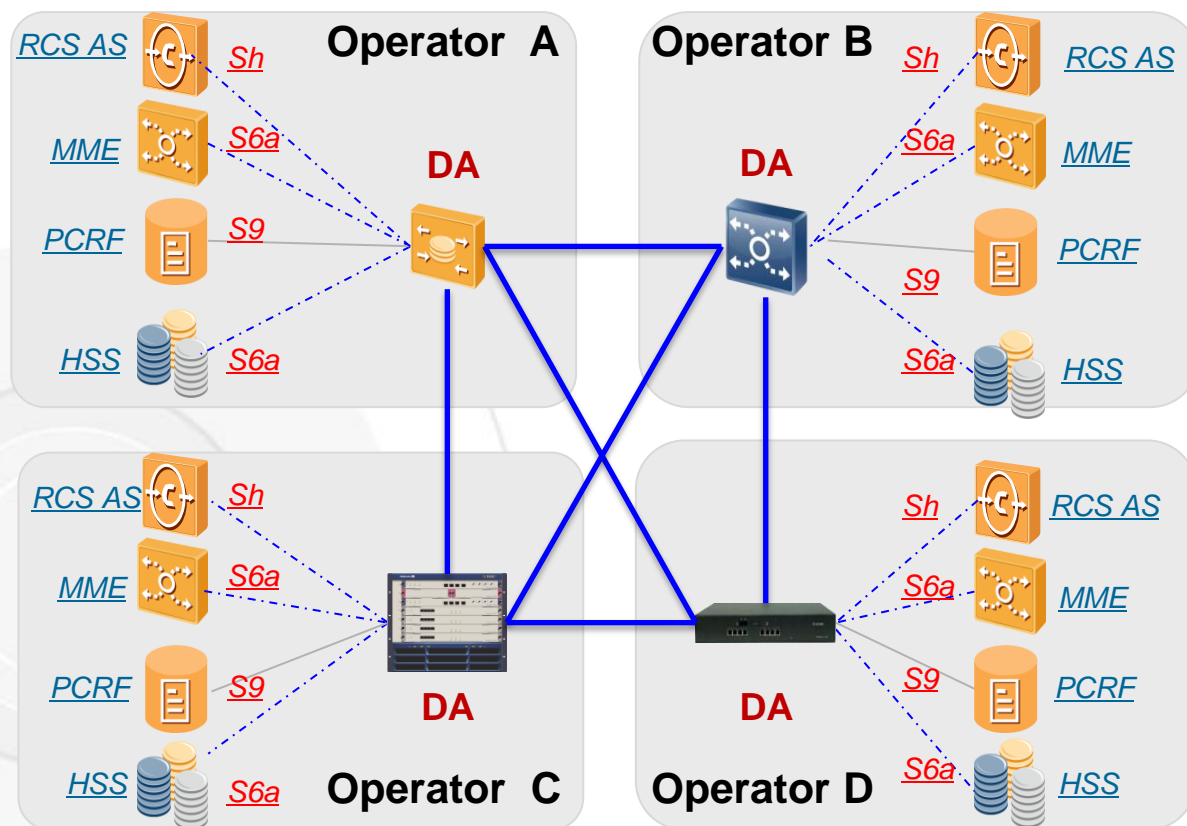 Operator A
RCS AS
Sh
MME
S6a
DA
PCRF
S9
HSS
S6a
Operator B
Sh
RCS AS
S6a
MME
DA
PCRF
S9
S6a
HSS
RCS AS
Sh
MME
S6a
PCRF
S9
DA
HSS
S6a
Operator C
Sh
RCS AS
S6a
MME
S9
PCRF
DA
S6a
HSS
Operator D